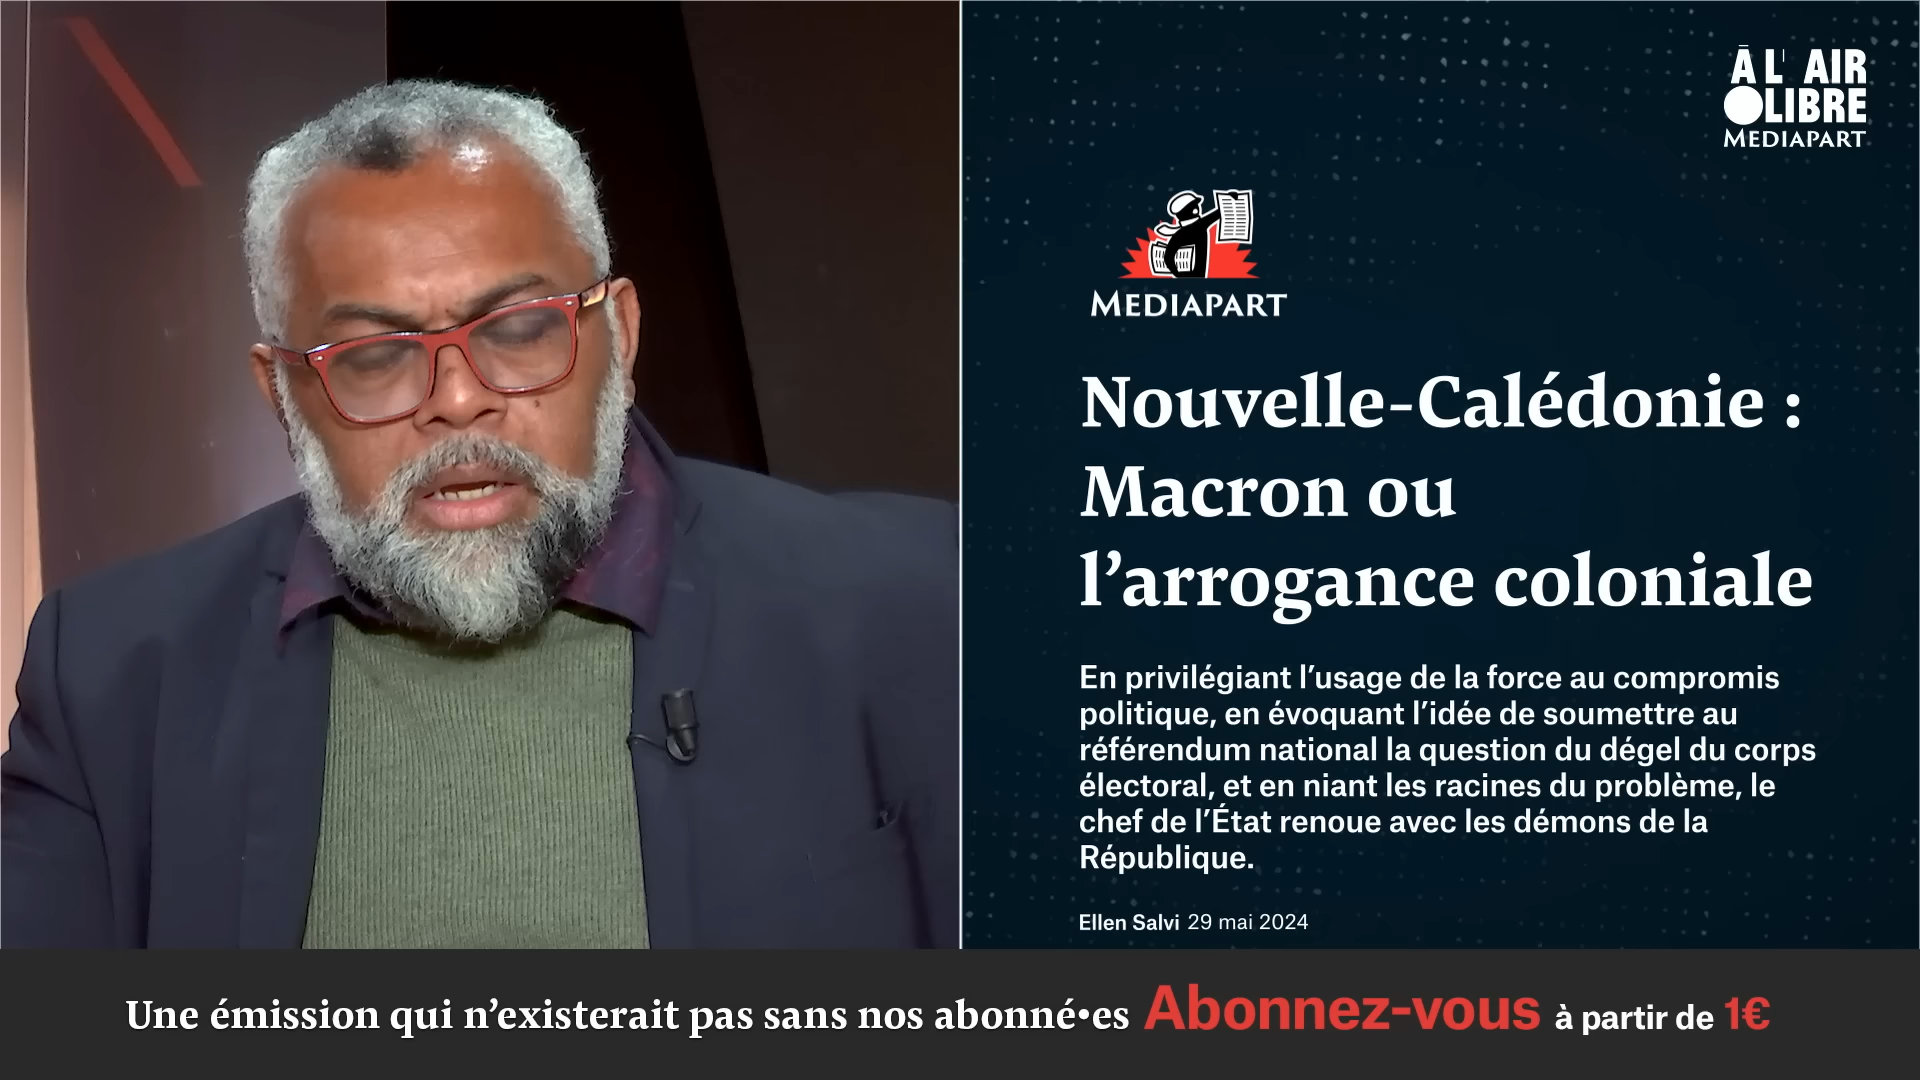 À L' AIR
LIBRE
MEDIAPART
MEDIAPART
Nouvelle-Calédonie :
Macron ou
l’arrogance coloniale
En privilégiant l’usage de la force au compromis
politique, en évoquant l’idée de soumettre au
référendum national la question du dégel du corps
électoral, et en niant les racines du problème, le
chef de l’État renoue avec les démons de la
République.
Ellen Salvi 29 mai 2024
Une émission qui n’existerait pas sans nos abonné•es Abonnez-vous à partir de 1€